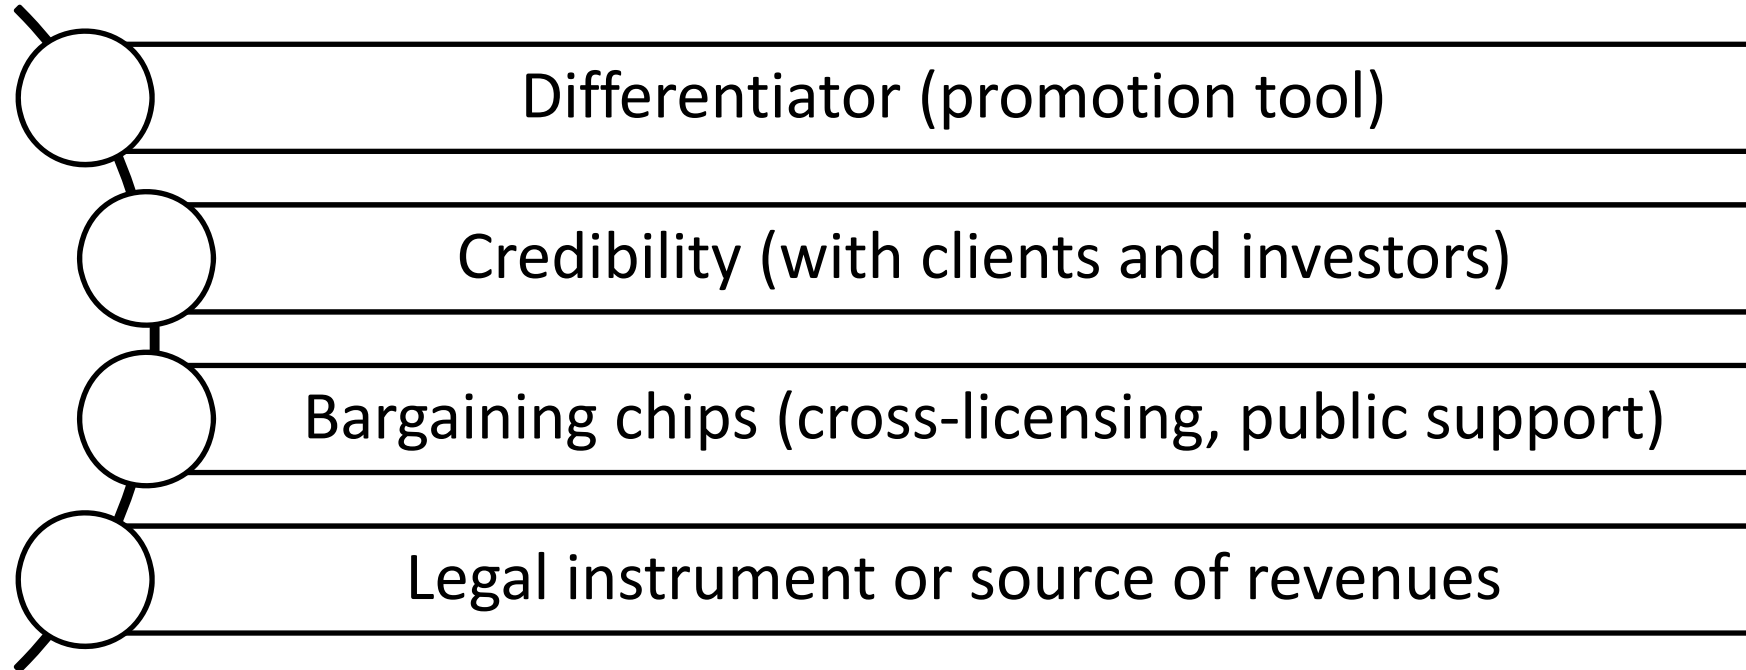 Differentiator (promotion tool)
Credibility (with clients and investors)
Bargaining chips (cross-licensing, public support)
Legal instrument or source of revenues